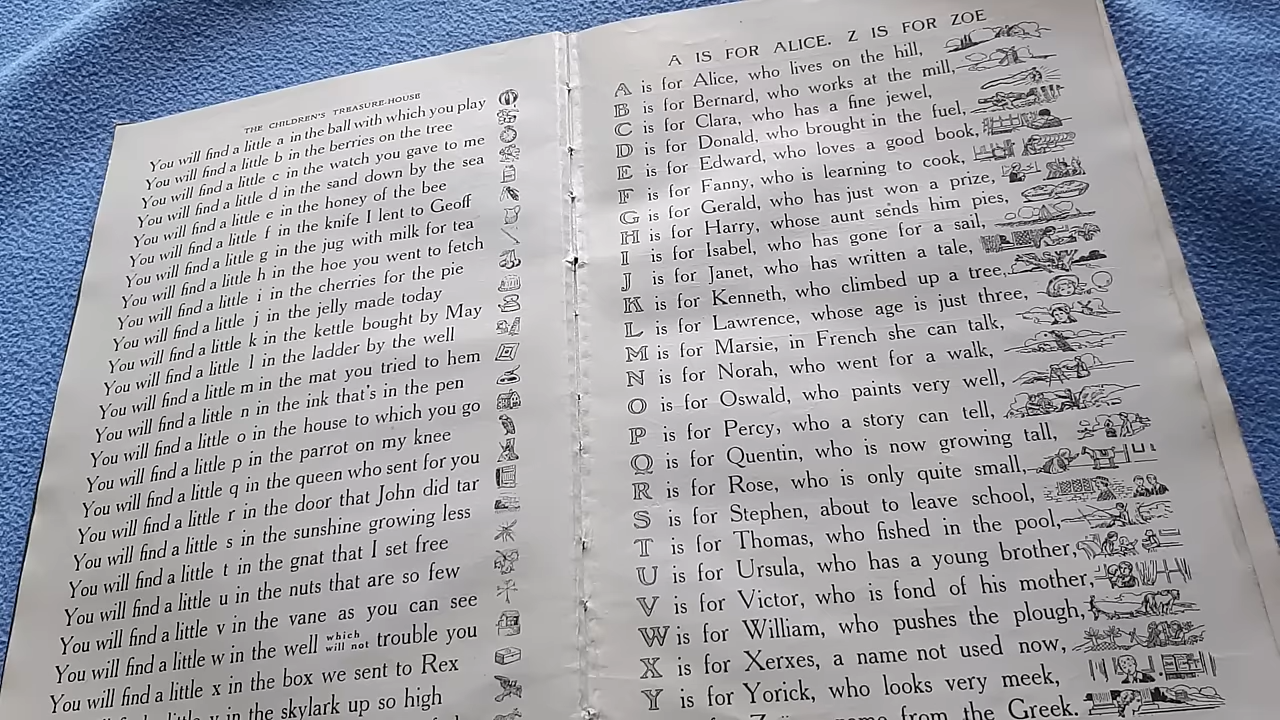 THE CHILDREN'S TREASURE-HOUSE
You will find a little a in the ball with which you play
You will find a little b in the berries on the tree
You will find a little c in the watch you gave to me
You will find a little d in the sand down by the sea
You will find a little e in the honey of the bee
You will find a little f in the knife I lent to Geoff
You will find a little g in the jug with milk for tea
You will find a little h in the hoe you went to fetch
You will find a little i in the cherries for the pie
You will find a little j in the jelly made today
You will find a little k in the kettle bought by May
You will find a little l in the ladder by the well
You will find a little m in the mat you tried to hem
You will find a little n in the ink that's in the pen
You will find a little o in the house to which you go
You will find a little p in the parrot on my knee
You will find a little q in the queen who sent for you
You will find a little r in the door that John did tar
You will find a little s in the sunshine growing less
You will find a little t in the gnat that I set free
You will find a little u in the nuts that are so few
You will find a little v in the vane as you can see
You will find a little w in the well which will not trouble you
You will find a little x in the box we sent to Rex
find a little y in the skylark up so high
A IS FOR ALICE. Z IS FOR ZOE
A is for Alice, who lives on the hill,
B is for Bernard, who works at the mill,
C is for Clara, who has a fine jewel,
D is for Donald, who brought in the fuel,
E is for Edward, who loves a good book,
F is for Fanny, who is learning to cook,
G is for Gerald, who has just won a prize,
H is for Harry, whose aunt sends him pies,
I is for Isabel, who has gone for a sail,
J is for Janet, who has written a tale,
K is for Kenneth, who climbed up a tree,
L is for Lawrence, whose age is just three,
M is for Marsie, in French she can talk,
N is for Norah, who went for a walk,
O is for Oswald, who paints very well,
P is for Percy, who a story can tell,
Q is for Quentin, who is now growing tall,
R is for Rose, who is only quite small,
S is for Stephen, about to leave school,
T is for Thomas, who fished in the pool,
U is for Ursula, who has a young brother,
V is for Victor, who is fond of his mother,
W is for William, who pushes the plough,
X is for Xerxes, a name not used now,
Y is for Yorick, who looks very meek,
name from the Greek.